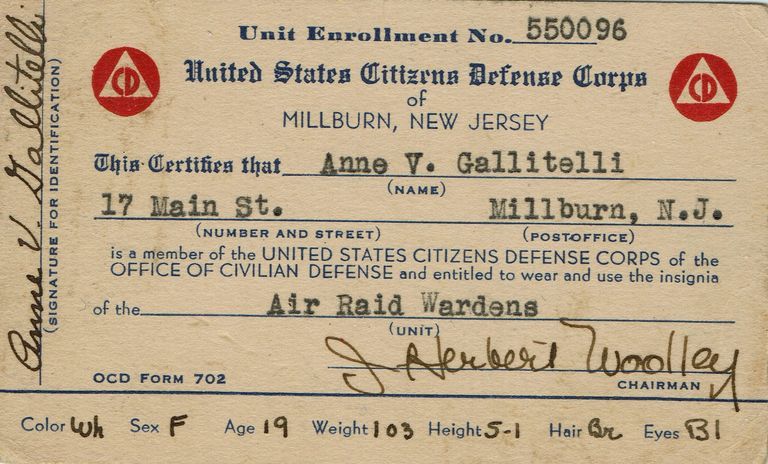 Unit Enrollment No. 550096
CD
United States Citizens Defense Corps
CD
of
MILLBURN, NEW JERSEY
This Certifies that Anne V. Gallitelli
(NAME)
17 Main St. Millburn, N.J.
(NUMBER AND STREET) (POST-OFFICE)
is a member of the UNITED STATES CITIZENS DEFENSE CORPS of the
OFFICE OF CIVILIAN DEFENSE and entitled to wear and use the insignia
of the Air Raid Wardens
(UNIT)
J Herbert Woolley
OCD FORM 702 CHAIRMAN
Color Wh Sex F Age 19 Weight 103 Height 5-1 Hair Br Eyes Bl
Anne V. Gallitelli
(SIGNATURE FOR IDENTIFICATION)